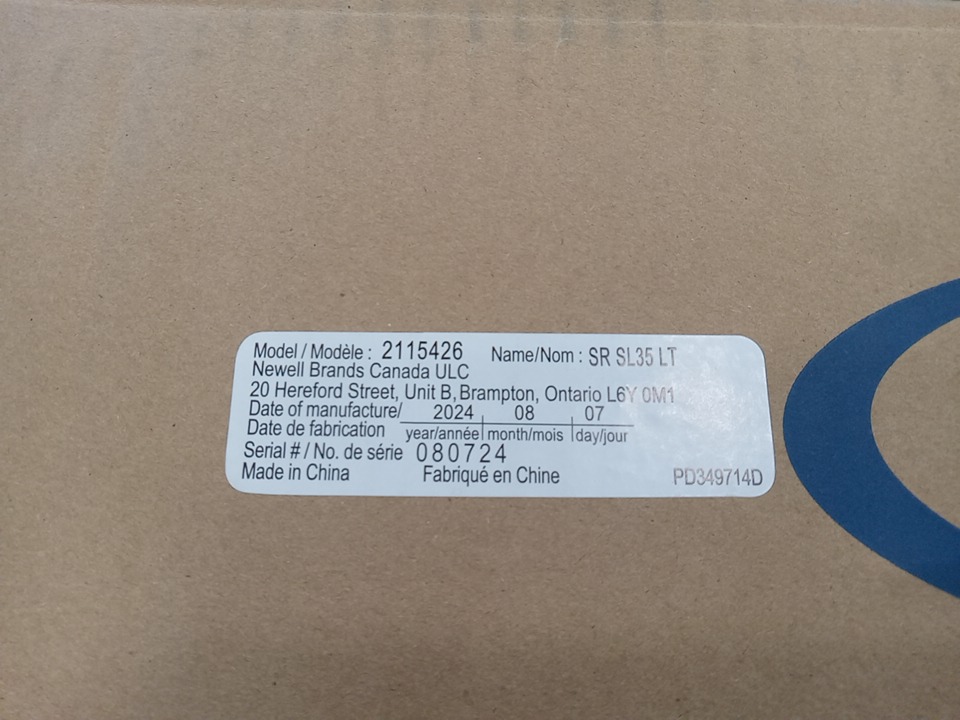 Model / Modèle : 2115426 Name/Nom : SR SL35 LT
Newell Brands Canada ULC
20 Hereford Street, Unit B, Brampton, Ontario L6Y 0M1
Date of manufacture/ 2024 08 07
Date de fabrication year/année month/mois day/jour
Serial # / No. de série 080724
Made in China Fabriqué en Chine PD349714D